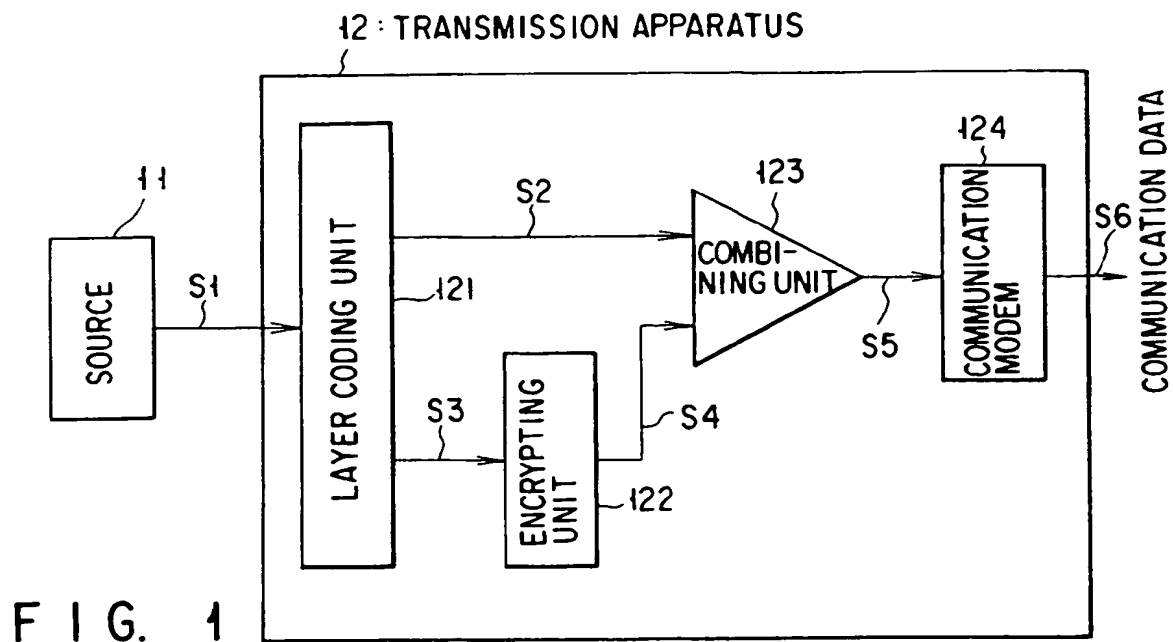 12 : TRANSMISSION APPARATUS
11
SOURCE
S1
LAYER CODING UNIT
121
S2
S3
ENCRYPTING
UNIT
122
S4
123
COMBI-
NING UNIT
S5
124
COMMUNICATION
MODEM
S6
COMMUNICATION DATA
FIG. 1